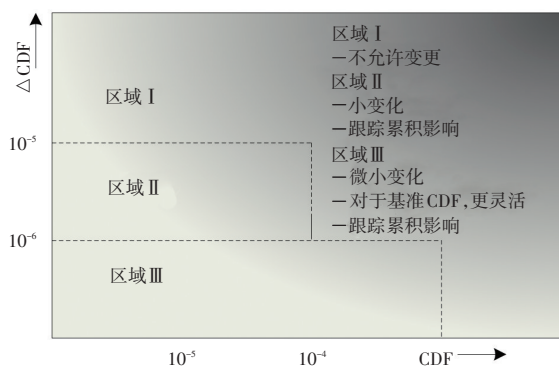 △CDF
区域Ⅰ
－不允许变更
区域Ⅱ
－小变化
－跟踪累积影响
区域Ⅲ
－微小变化
－对于基准CDF,更灵活
－跟踪累积影响
区域Ⅰ
10⁻⁵
区域Ⅱ
10⁻⁶
区域Ⅲ
10⁻⁵
10⁻⁴
CDF